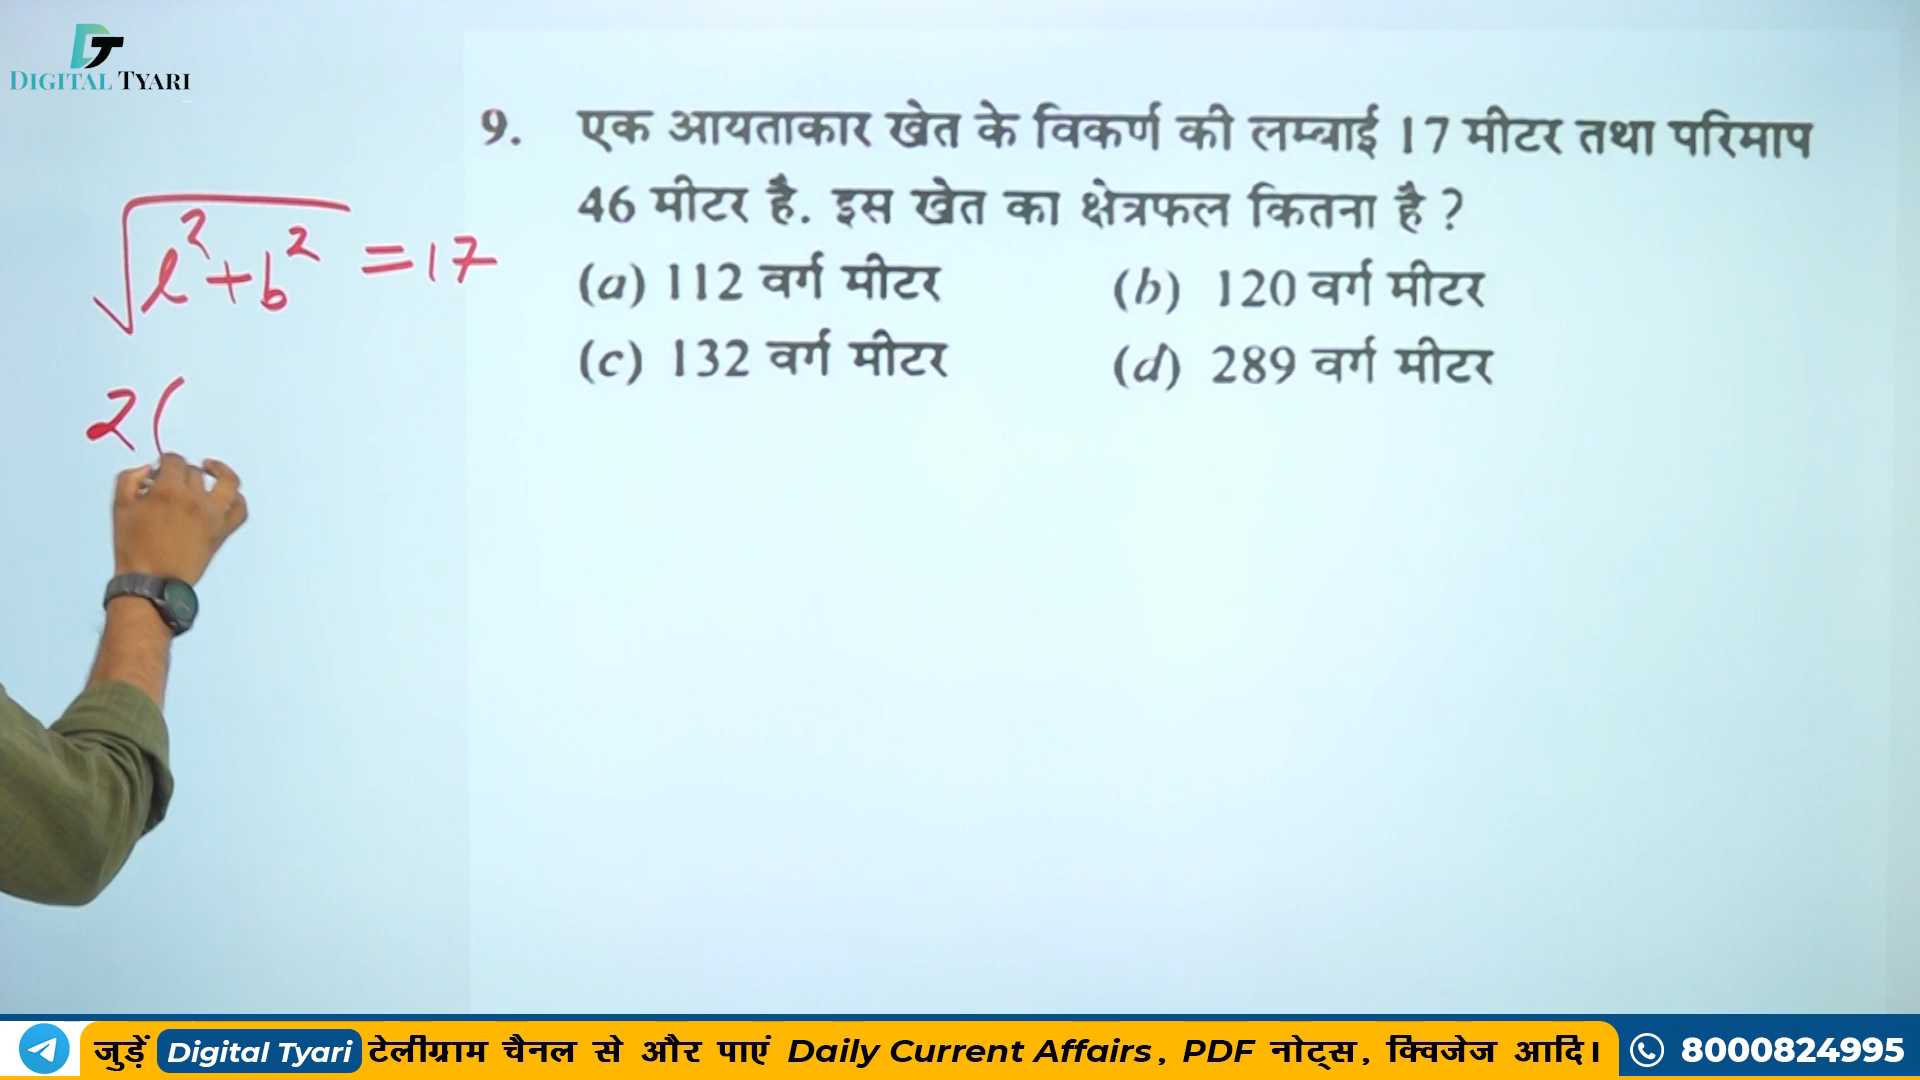 DT
DIGITAL TYARI
9. एक आयताकार खेत के विकर्ण की लम्बाई 17 मीटर तथा परिमाप
46 मीटर है. इस खेत का क्षेत्रफल कितना है ?
(a) 112 वर्ग मीटर (b) 120 वर्ग मीटर
(c) 132 वर्ग मीटर (d) 289 वर्ग मीटर
√l²+b² = 17
2(
जुड़ें Digital Tyari टेलीग्राम चैनल से और पाएं Daily Current Affairs, PDF नोट्स, क्विजेज आदि। 8000824995